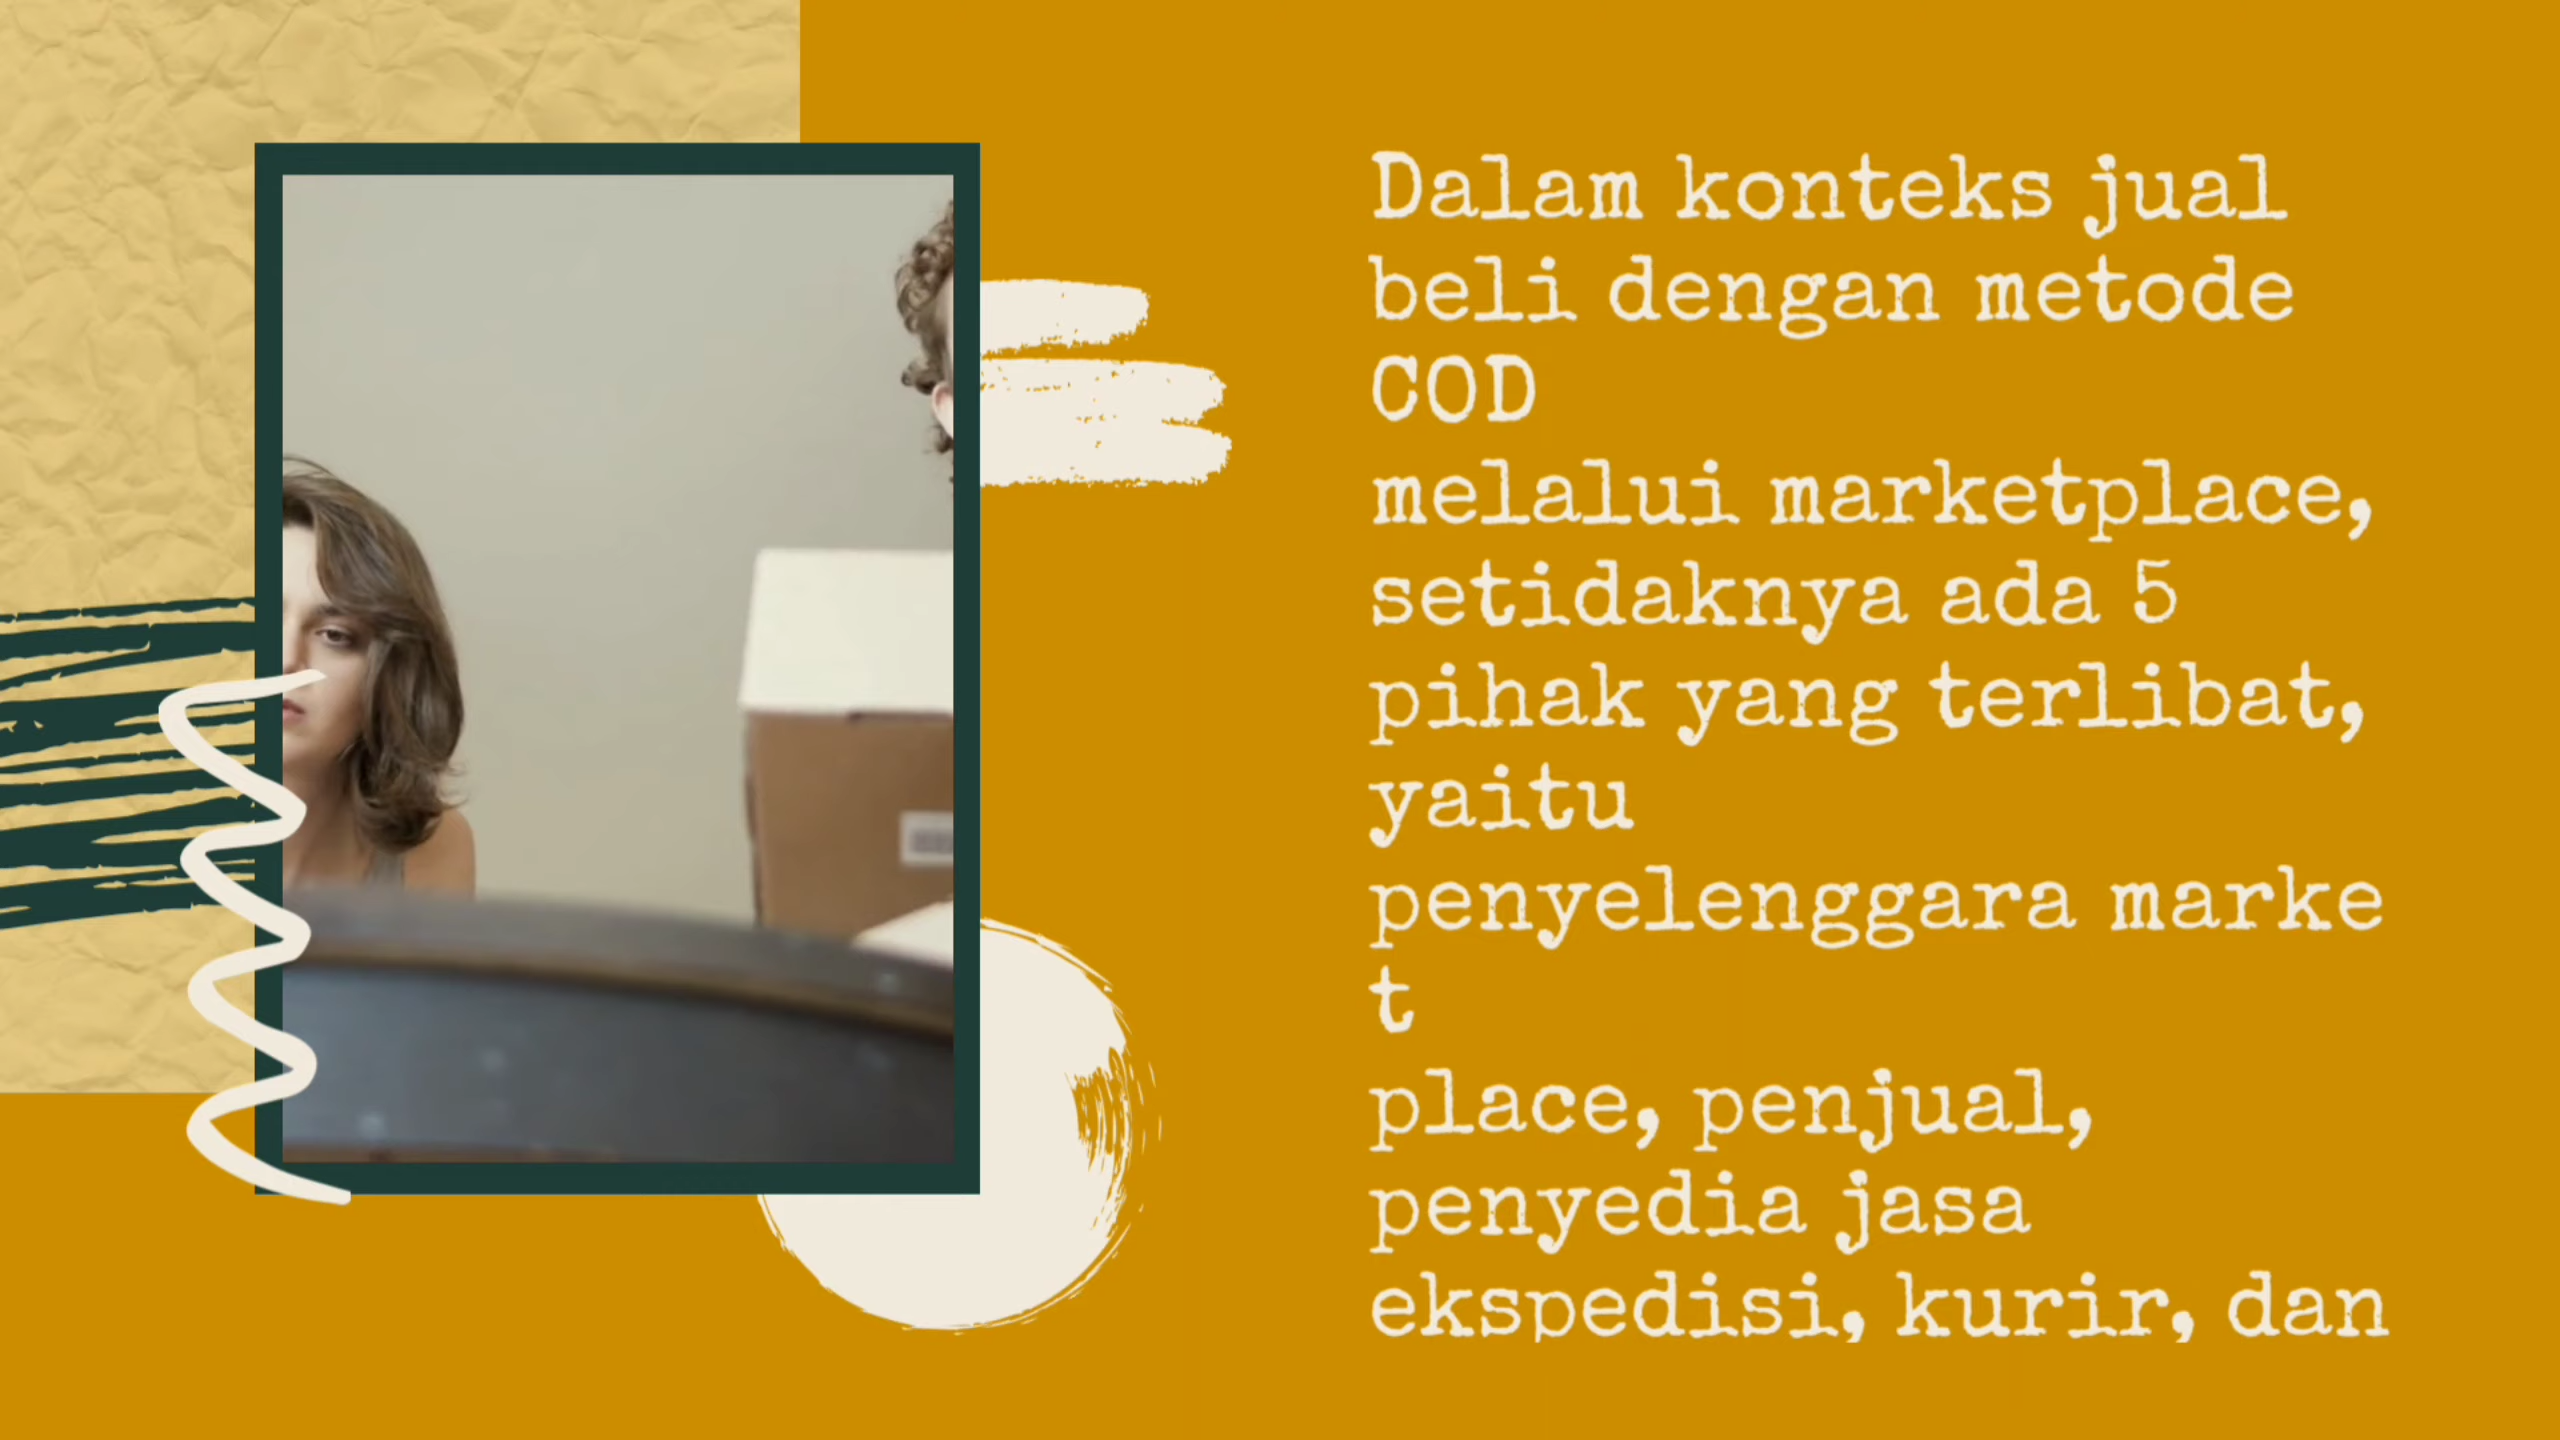 Dalam konteks jual
beli dengan metode
COD
melalui marketplace,
setidaknya ada 5
pihak yang terlibat,
yaitu
penyelenggara marke
t
place, penjual,
penyedia jasa
ekspedisi, kurir, dan